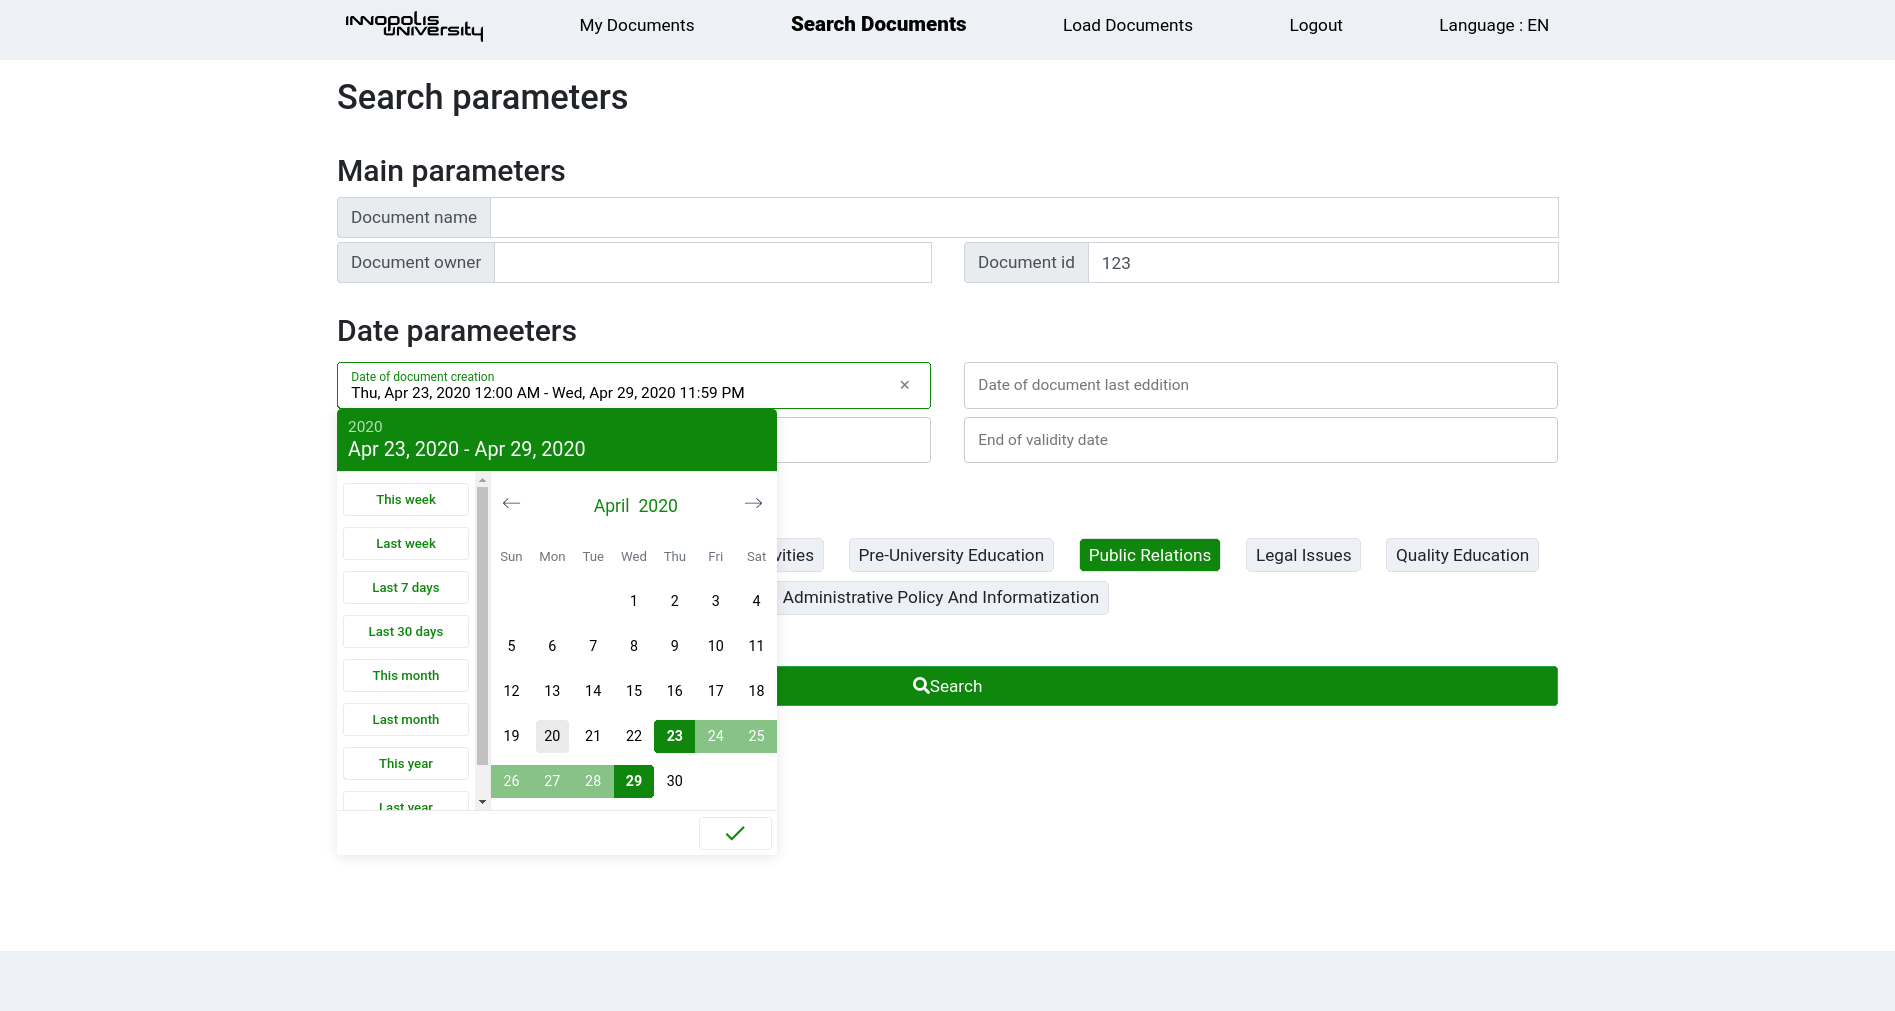 innopolis
university
My Documents
Search Documents
Load Documents
Logout
Language : EN
Search parameters
Main parameters
Document name
Document owner
Document id
123
Date parameeters
Date of document creation
Thu, Apr 23, 2020 12:00 AM - Wed, Apr 29, 2020 11:59 PM
×
Date of document last eddition
End of validity date
2020
Apr 23, 2020 - Apr 29, 2020
This week
Last week
Last 7 days
Last 30 days
This month
Last month
This year
Last year
April 2020
Sun Mon Tue Wed Thu Fri Sat
1 2 3 4
5 6 7 8 9 10 11
12 13 14 15 16 17 18
19 20 21 22 23 24 25
26 27 28 29 30
Pre-University Education
Public Relations
Legal Issues
Quality Education
Administrative Policy And Informatization
Search